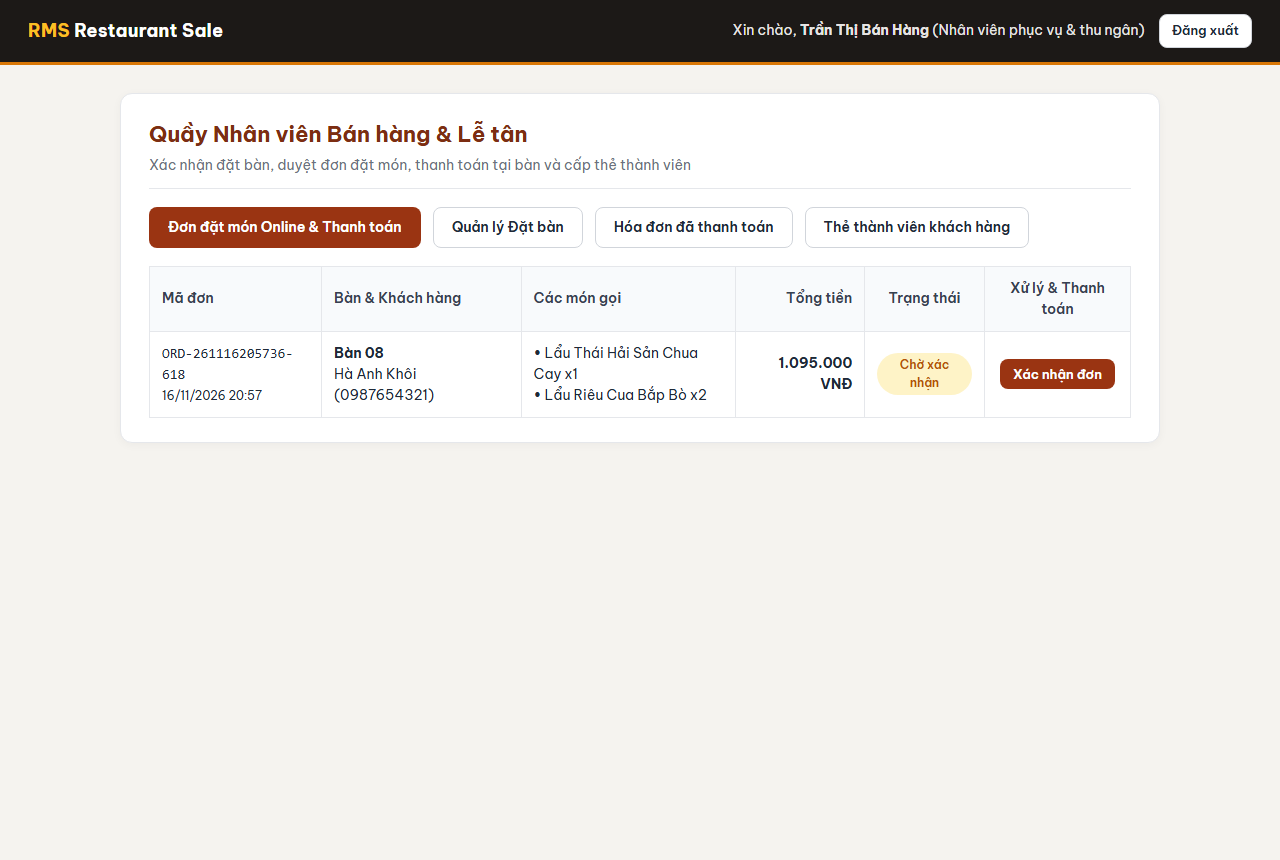 RMS Restaurant Sale
Xin chào, Trần Thị Bán Hàng (Nhân viên phục vụ & thu ngân)
Đăng xuất
Quầy Nhân viên Bán hàng & Lễ tân
Xác nhận đặt bàn, duyệt đơn đặt món, thanh toán tại bàn và cấp thẻ thành viên
Đơn đặt món Online & Thanh toán
Quản lý Đặt bàn
Hóa đơn đã thanh toán
Thẻ thành viên khách hàng
Mã đơn
Bàn & Khách hàng
Các món gọi
Tổng tiền
Trạng thái
Xử lý & Thanh
toán
ORD-261116205736-
618
16/11/2026 20:57
Bàn 08
Hà Anh Khôi
(0987654321)
• Lẩu Thái Hải Sản Chua
Cay x1
• Lẩu Riêu Cua Bắp Bò x2
1.095.000
VNĐ
Chờ xác
nhận
Xác nhận đơn